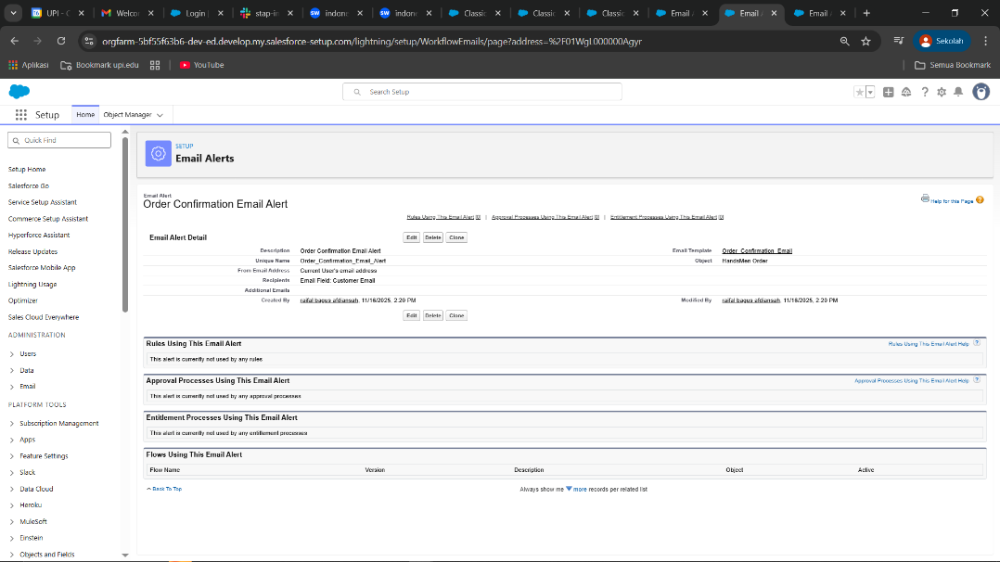 UPI - C
Welco
Login
stap-in
indone
indone
Classic
Classic
Classic
Email
Email
Email
orgfarm-5bf55f63b6-dev-ed.develop.my.salesforce-setup.com/lightning/setup/WorkflowEmails/page?address=%2F01WgL000000Agyr
Sekolah
Aplikasi
Bookmark upi.edu
YouTube
Semua Bookmark
Search Setup
Setup
Home
Object Manager
Quick Find
Setup Home
Salesforce Go
Service Setup Assistant
Commerce Setup Assistant
Hyperforce Assistant
Release Updates
Salesforce Mobile App
Lightning Usage
Optimizer
Sales Cloud Everywhere
ADMINISTRATION
Users
Data
Email
PLATFORM TOOLS
Subscription Management
Apps
Feature Settings
Slack
Data Cloud
Heroku
MuleSoft
Einstein
Objects and Fields
SETUP
Email Alerts
Email Alert
Order Confirmation Email Alert
Help for this Page
Rules Using This Email Alert [0] | Approval Processes Using This Email Alert [0] | Entitlement Processes Using This Email Alert [0]
Email Alert Detail
Edit Delete Clone
Description Order Confirmation Email Alert Email Template Order_Confirmation_Email
Unique Name Order_Confirmation_Email_Alert Object HandsMen Order
From Email Address Current User's email address
Recipients Email Field: Customer Email
Additional Emails
Created By raifal bagus afdiansah, 11/16/2025, 2:20 PM Modified By raifal bagus afdiansah, 11/16/2025, 2:20 PM
Edit Delete Clone
Rules Using This Email Alert
Rules Using This Email Alert Help ?
This alert is currently not used by any rules
Approval Processes Using This Email Alert
Approval Processes Using This Email Alert Help ?
This alert is currently not used by any approval processes
Entitlement Processes Using This Email Alert
This alert is currently not used by any entitlement processes
Flows Using This Email Alert
Flow Name Version Description Object Active
Back To Top
Always show me more records per related list